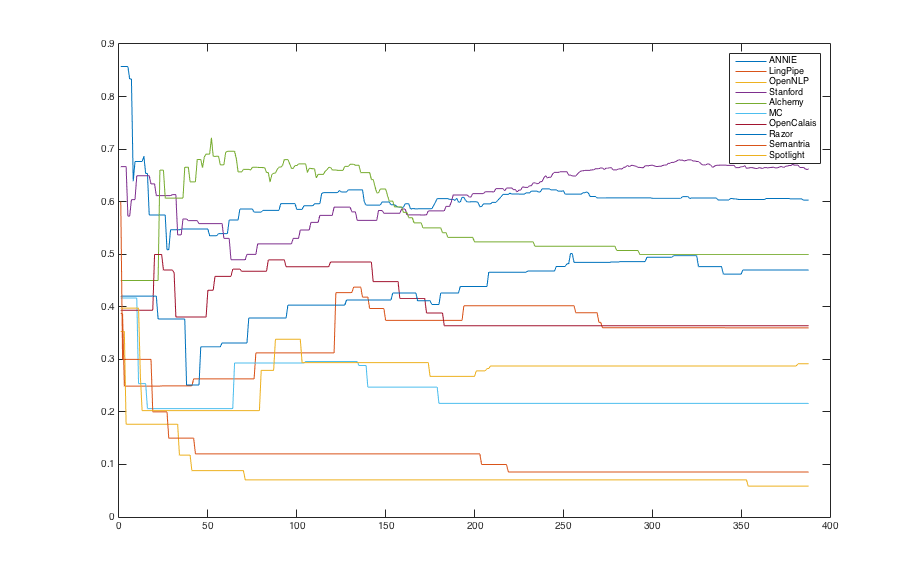 0.9
0.8
0.7
0.6
0.5
0.4
0.3
0.2
0.1
0
0 50 100 150 200 250 300 350 400
ANNIE
LingPipe
OpenNLP
Stanford
Alchemy
MC
OpenCalais
Razor
Semantria
Spotlight